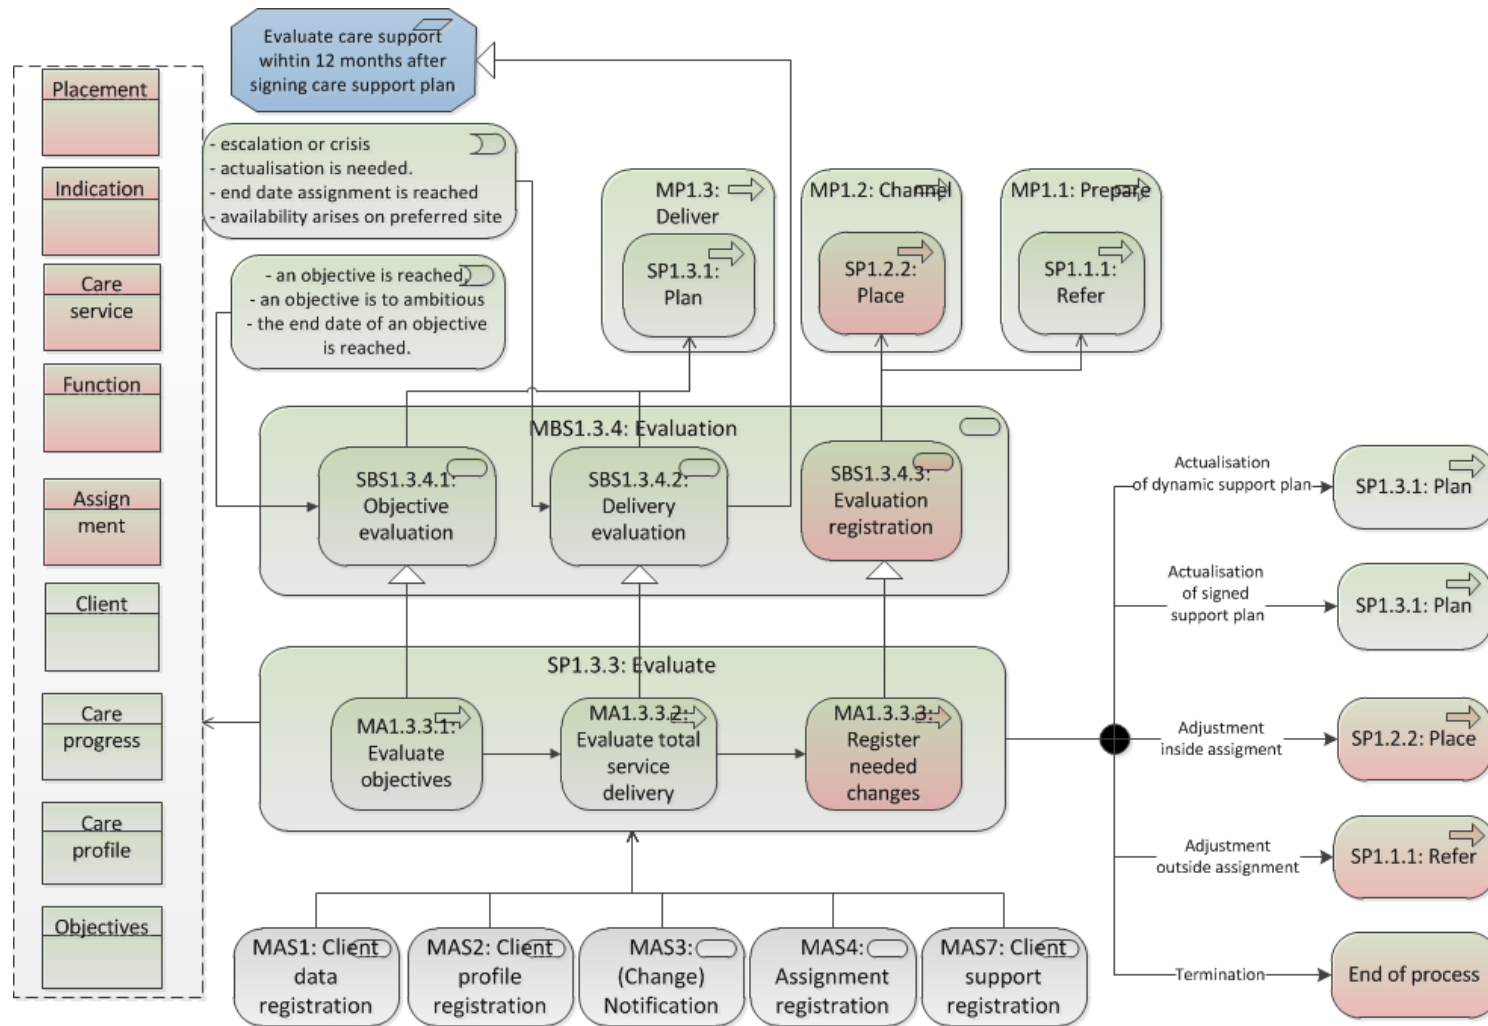 Evaluate care support
wihtin 12 months after
signing care support plan
Placement
Indication
Care
service
Function
Assign
ment
Client
Care
progress
Care
profile
Objectives
- escalation or crisis
- actualisation is needed.
- end date assignment is reached
- availability arises on preferred site
- an objective is reached,
- an objective is to ambitious
- the end date of an objective
is reached.
MP1.3:
Deliver
SP1.3.1:
Plan
MP1.2: Channel
SP1.2.2:
Place
MP1.1: Prepare
SP1.1.1:
Refer
MBS1.3.4: Evaluation
SBS1.3.4.1:
Objective
evaluation
SBS1.3.4.2:
Delivery
evaluation
SBS1.3.4.3:
Evaluation
registration
SP1.3.3: Evaluate
MA1.3.3.1:
Evaluate
objectives
MA1.3.3.2:
Evaluate total
service
delivery
MA1.3.3.3:
Register
needed
changes
MAS1: Client
data
registration
MAS2: Client
profile
registration
MAS3:
(Change)
Notification
MAS4:
Assignment
registration
MAS7: Client
support
registration
Actualisation
of dynamic support plan
SP1.3.1: Plan
Actualisation
of signed
support plan
SP1.3.1: Plan
Adjustment
inside assigment
SP1.2.2: Place
Adjustment
outside assignment
SP1.1.1: Refer
Termination
End of process